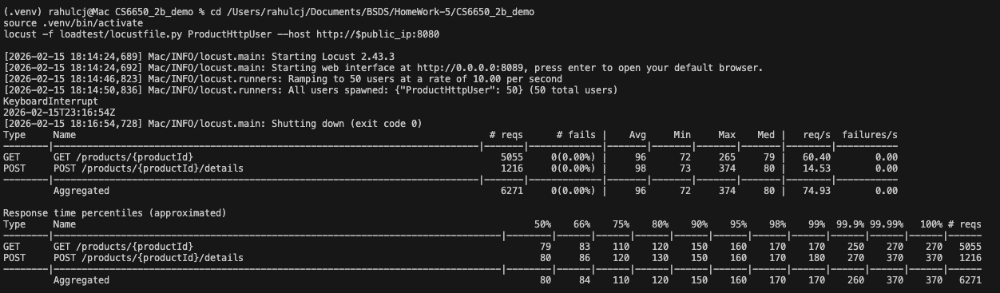 (.venv) rahulcj@Mac CS6650_2b_demo % cd /Users/rahulcj/Documents/BSDS/HomeWork-5/CS6650_2b_demo
source .venv/bin/activate
locust -f loadtest/locustfile.py ProductHttpUser --host http://$public_ip:8080
[2026-02-15 18:14:24,689] Mac/INFO/locust.main: Starting Locust 2.43.3
[2026-02-15 18:14:24,692] Mac/INFO/locust.main: Starting web interface at http://0.0.0.0:8089, press enter to open your default browser.
[2026-02-15 18:14:46,823] Mac/INFO/locust.runners: Ramping to 50 users at a rate of 10.00 per second
[2026-02-15 18:14:50,836] Mac/INFO/locust.runners: All users spawned: {"ProductHttpUser": 50} (50 total users)
KeyboardInterrupt
2026-02-15T23:16:54Z
[2026-02-15 18:16:54,728] Mac/INFO/locust.main: Shutting down (exit code 0)
Type     Name                                    # reqs      # fails |    Avg     Min     Max    Med |   req/s  failures/s
--------|---------------------------------------|-------|-------------|-------|-------|-------|-------|--------|-----------
GET      GET /products/{productId}                 5055     0(0.00%) |     96      72     265     79 |   60.40        0.00
POST     POST /products/{productId}/details        1216     0(0.00%) |     98      73     374     80 |   14.53        0.00
--------|---------------------------------------|-------|-------------|-------|-------|-------|-------|--------|-----------
         Aggregated                                6271     0(0.00%) |     96      72     374     80 |   74.93        0.00
Response time percentiles (approximated)
Type     Name                                        50%    66%    75%    80%    90%    95%    98%    99%  99.9% 99.99%   100% # reqs
--------|---------------------------------------|--------|------|------|------|------|------|------|------|------|------|------|------
GET      GET /products/{productId}                    79     83    110    120    150    160    170    170    250    270    270   5055
POST     POST /products/{productId}/details           80     86    120    130    150    160    170    180    270    370    370   1216
--------|---------------------------------------|--------|------|------|------|------|------|------|------|------|------|------|------
         Aggregated                                   80     84    110    120    150    160    170    170    260    370    370   6271